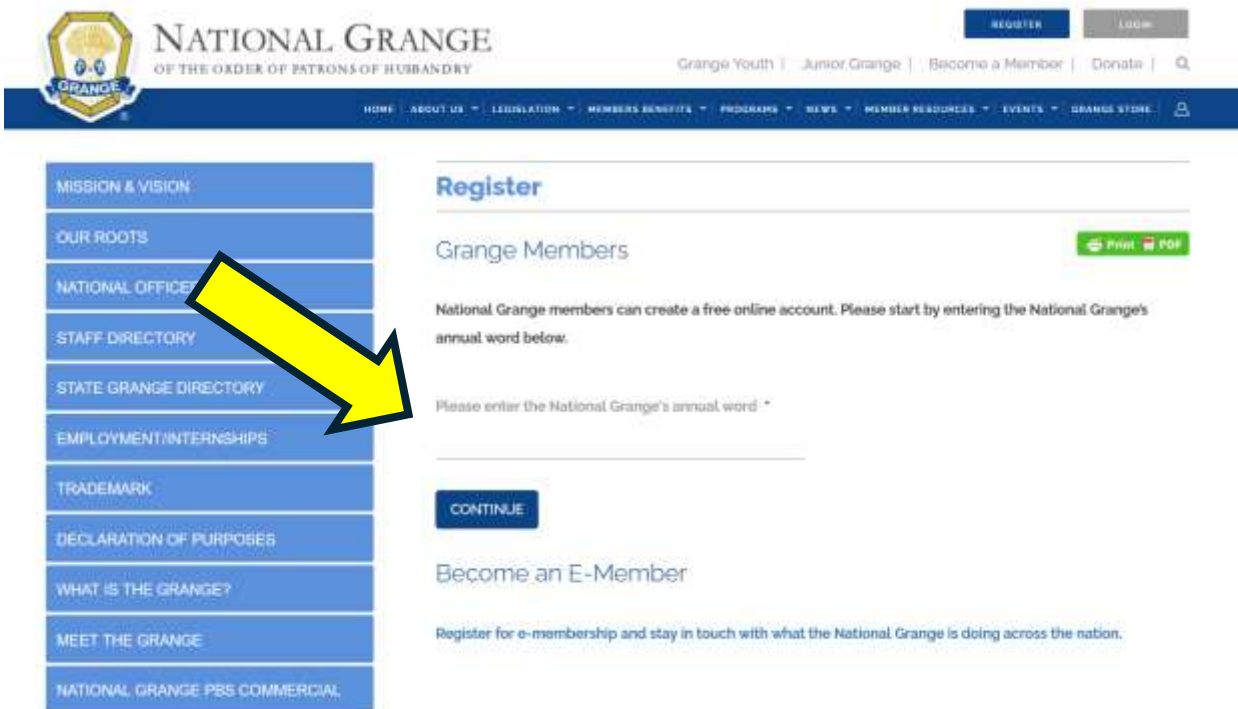 REGISTER
LOGIN
NATIONAL GRANGE
OF THE ORDER OF PATRONS OF HUSBANDRY
GRANGE
®
Grange Youth | Junior Grange | Become a Member | Donate |
HOME ABOUT US LEGISLATION MEMBERS BENEFITS PROGRAMS NEWS MEMBER RESOURCES EVENTS GRANGE STORE
MISSION & VISION
OUR ROOTS
NATIONAL OFFICE
STAFF DIRECTORY
STATE GRANGE DIRECTORY
EMPLOYMENT/INTERNSHIPS
TRADEMARK
DECLARATION OF PURPOSES
WHAT IS THE GRANGE?
MEET THE GRANGE
NATIONAL GRANGE PBS COMMERCIAL
Register
Grange Members
Print PDF
National Grange members can create a free online account. Please start by entering the National Grange's
annual word below.
Please enter the National Grange's annual word *
CONTINUE
Become an E-Member
Register for e-membership and stay in touch with what the National Grange is doing across the nation.